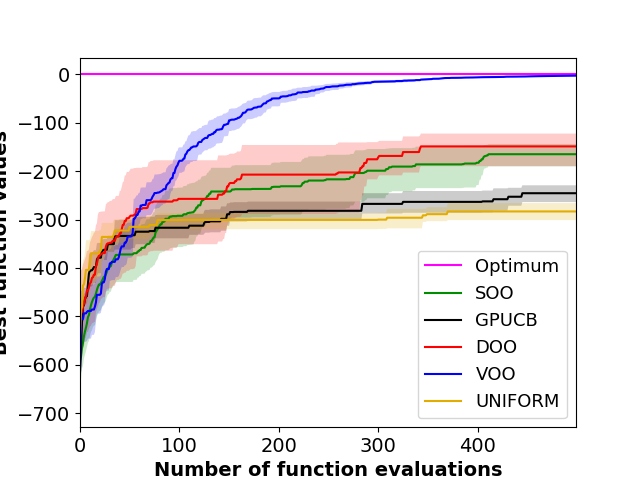 0
−100
−200
−300
−400
−500
−600
−700
Best function values
Optimum
SOO
GPUCB
DOO
VOO
UNIFORM
0 100 200 300 400
Number of function evaluations